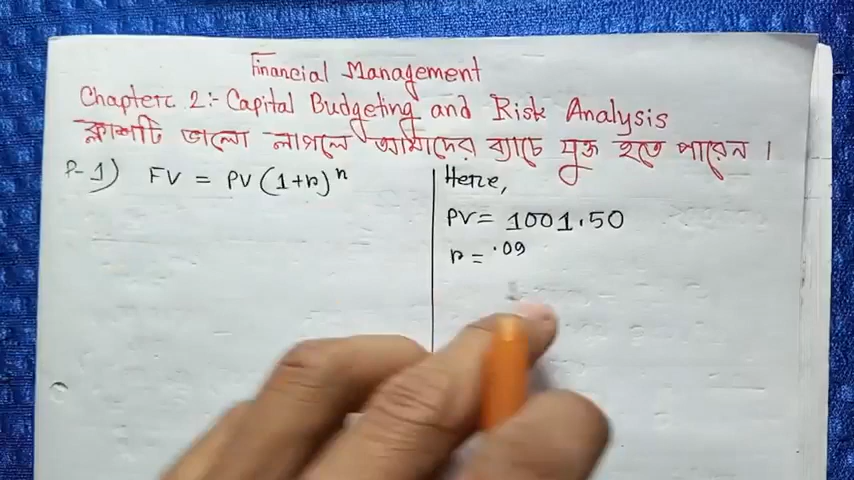 Financial Management
Chapter 2:- Capital Budgeting and Risk Analysis
ক্লাশটি ভালো লাগলে আমাদের ব্যাচে যুক্ত হতে পারেন।
P-1) FV = PV(1+r)^n
Here,
PV= 1001.50
r = .09